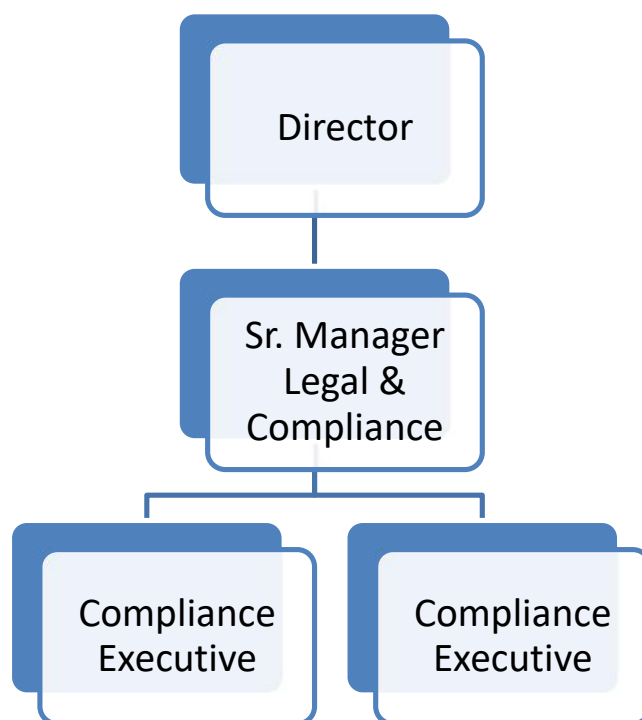 Director
Sr. Manager
Legal &
Compliance
Compliance
Executive
Compliance
Executive